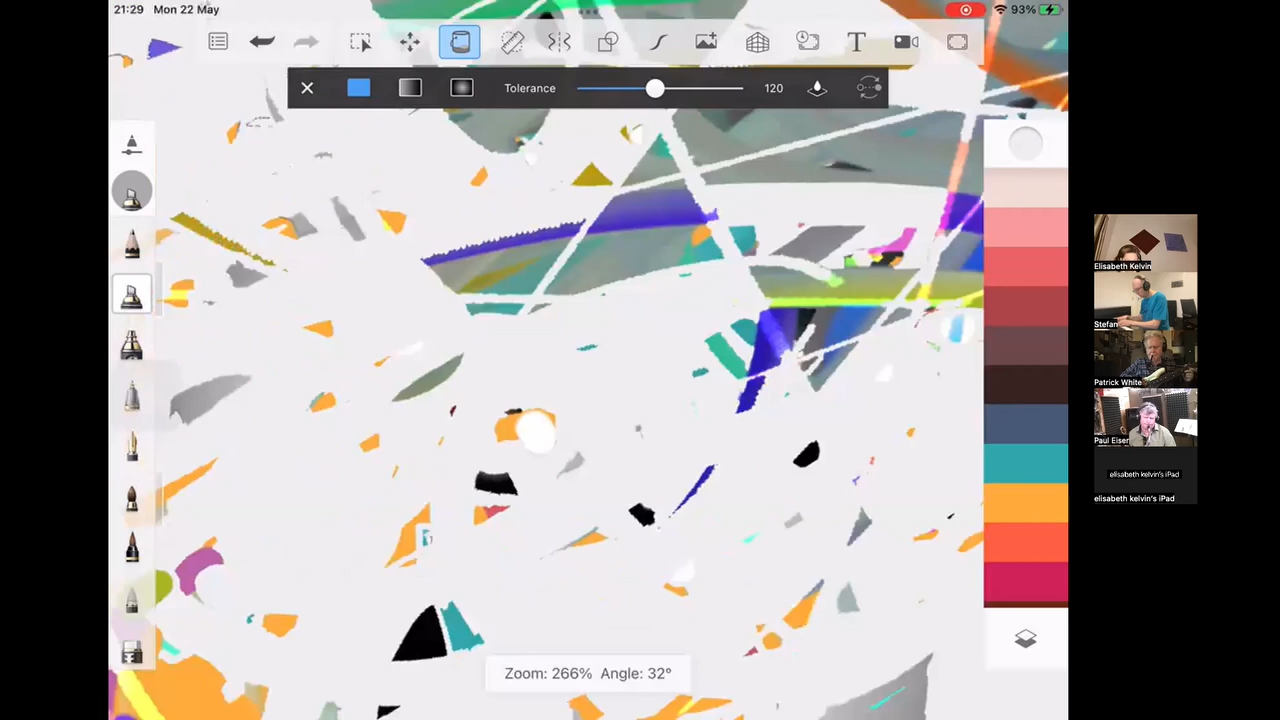 21:29 Mon 22 May
93%
T
Tolerance 120
Elisabeth Kelvin
Stefan
Patrick White
Paul Eisen
elisabeth kelvin's iPad
elisabeth kelvin's iPad
Zoom: 266% Angle: 32°